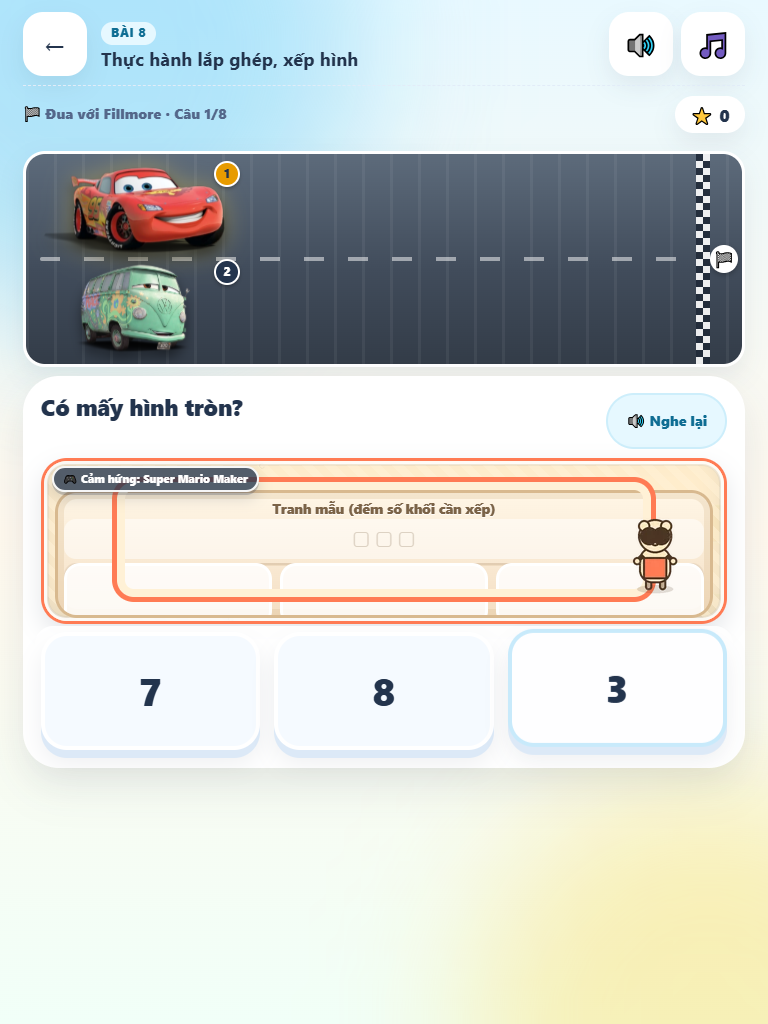 ←
BÀI 8
Thực hành lắp ghép, xếp hình
Đua với Fillmore · Câu 1/8
0
1
2
Có mấy hình tròn?
Nghe lại
Cảm hứng: Super Mario Maker
Tranh mẫu (đếm số khối cần xếp)
7
8
3